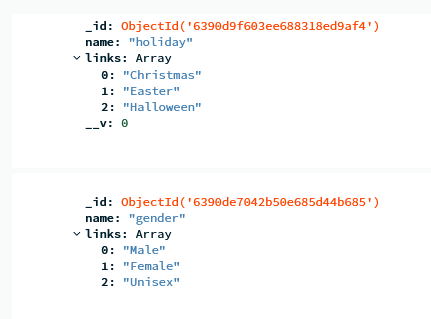 _id: ObjectId('6390d9f603ee688318ed9af4')
name: "holiday"
links: Array
0: "Christmas"
1: "Easter"
2: "Halloween"
__v: 0
_id: ObjectId('6390de7042b50e685d44b685')
name: "gender"
links: Array
0: "Male"
1: "Female"
2: "Unisex"